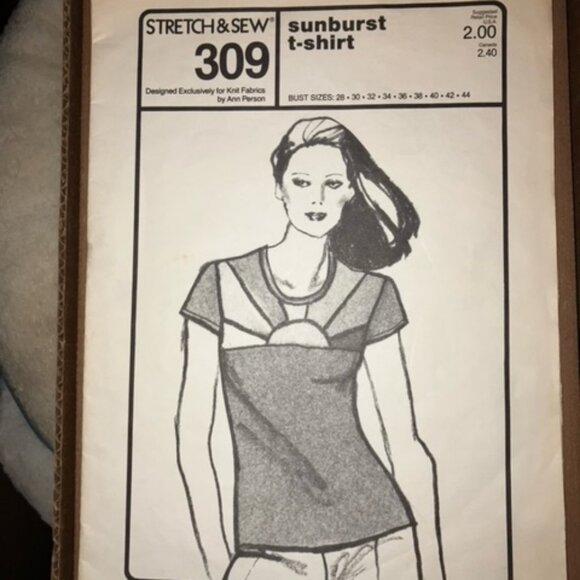 STRETCH&SEW®
309
Designed Exclusively for Knit Fabrics
by Ann Person
sunburst
t-shirt
BUST SIZES: 28 • 30 • 32 • 34 • 36 • 38 • 40 • 42 • 44
Suggested
Retail Price
U.S.A.
2.00
Canada
2.40